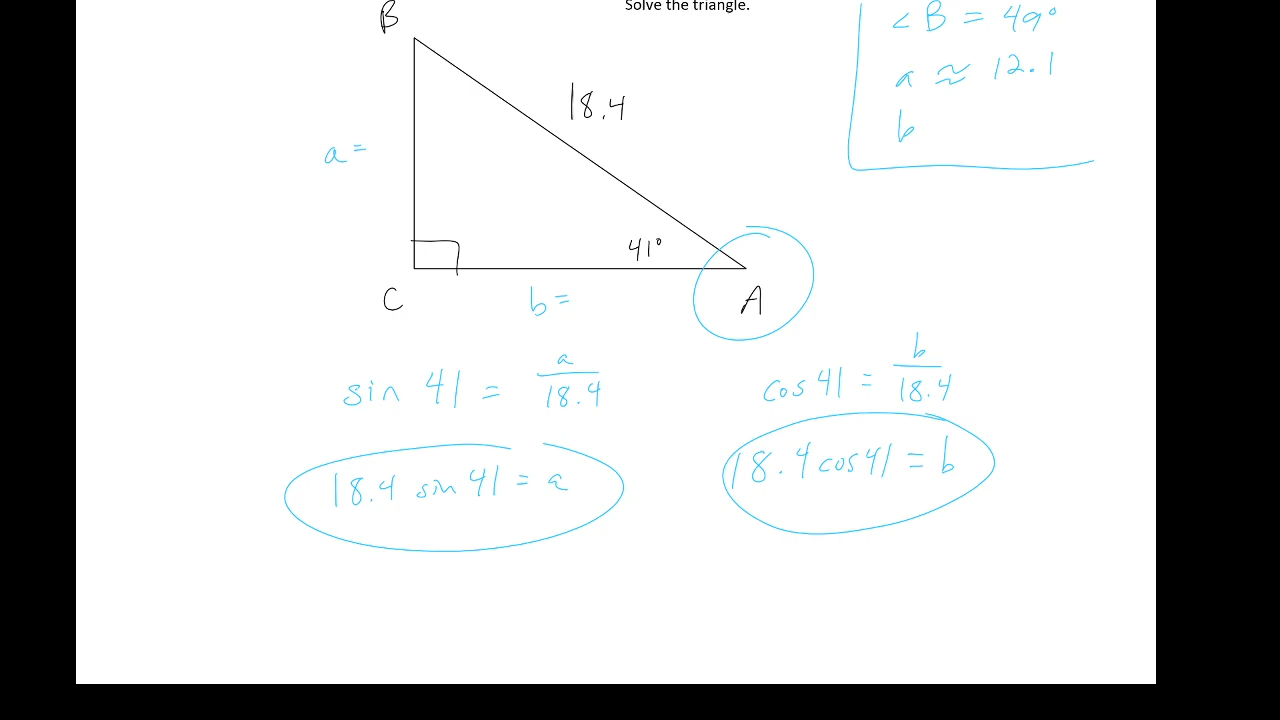 Solve the triangle.
B
18.4
a =
41°
C
b =
A
∠B = 49°
a ≈ 12.1
b
sin 41 = a/18.4
18.4 sin 41 = a
cos 41 = b/18.4
18.4 cos 41 = b